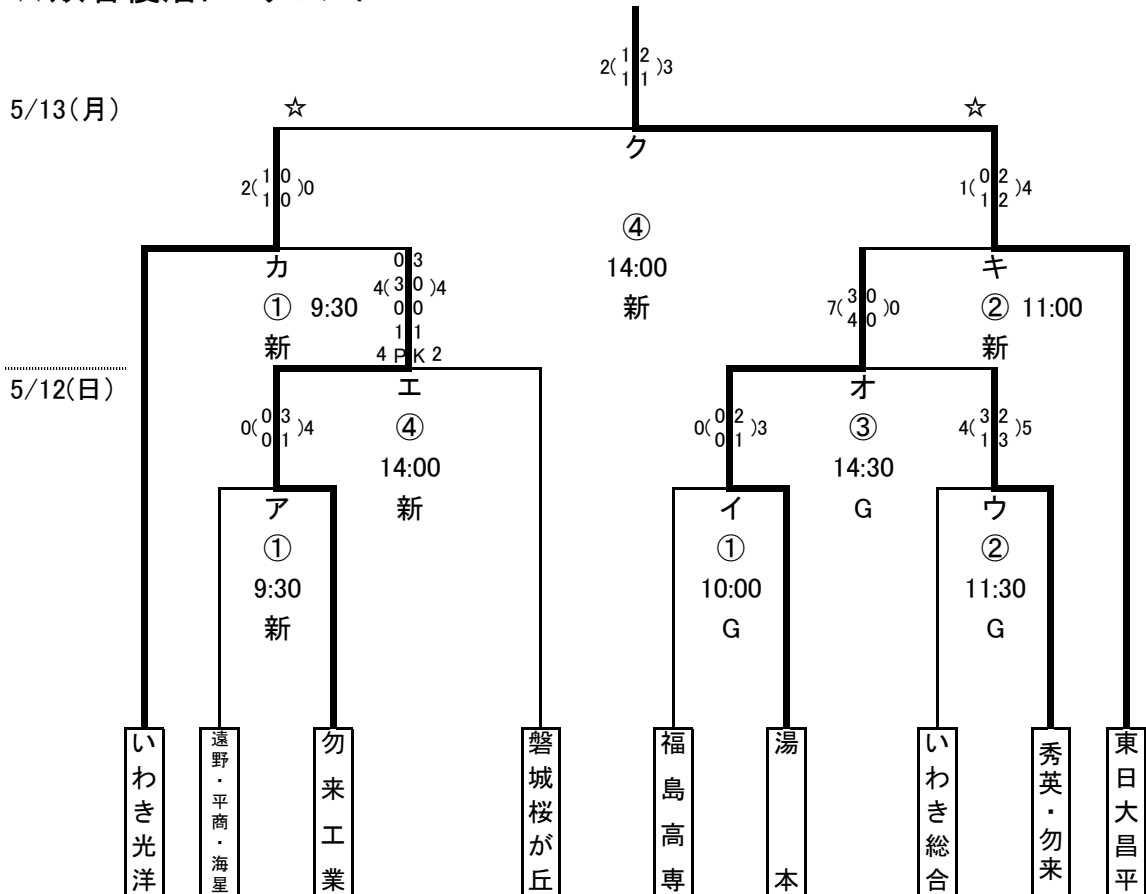 2(1 2)3
1 1
5/13(月)
☆
☆
ク
2(1 0)0
1 0
1(0 2)4
1 2
④
14:00
新
カ
① 9:30
新
0 3
4(3 0)4
0 0
1 1
4 PK 2
7(3 0)0
4 0
キ
② 11:00
新
5/12(日)
エ
④
14:00
新
オ
③
14:30
G
0(0 3)4
0 1
0(0 2)3
0 1
4(3 2)5
1 3
ア
①
9:30
新
イ
①
10:00
G
ウ
②
11:30
G
いわき光洋
遠野・平商・海星
勿来工業
磐城桜が丘
福島高専
湯本
いわき総合
秀英・勿来
東日大昌平